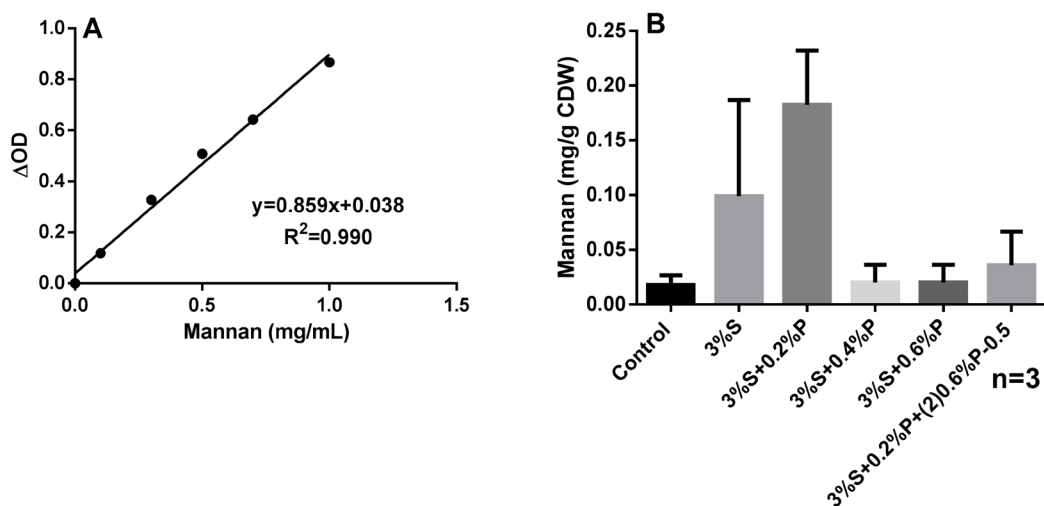 A
1.0
0.8
0.6
0.4
0.2
0.0
ΔOD
y=0.859x+0.038
R²=0.990
0.0 0.5 1.0 1.5
Mannan (mg/mL)
B
0.25
0.20
0.15
0.10
0.05
0.00
Mannan (mg/g CDW)
Control
3%S
3%S+0.2%P
3%S+0.4%P
3%S+0.6%P
3%S+0.2%P+(2)0.6%P-0.5
n=3